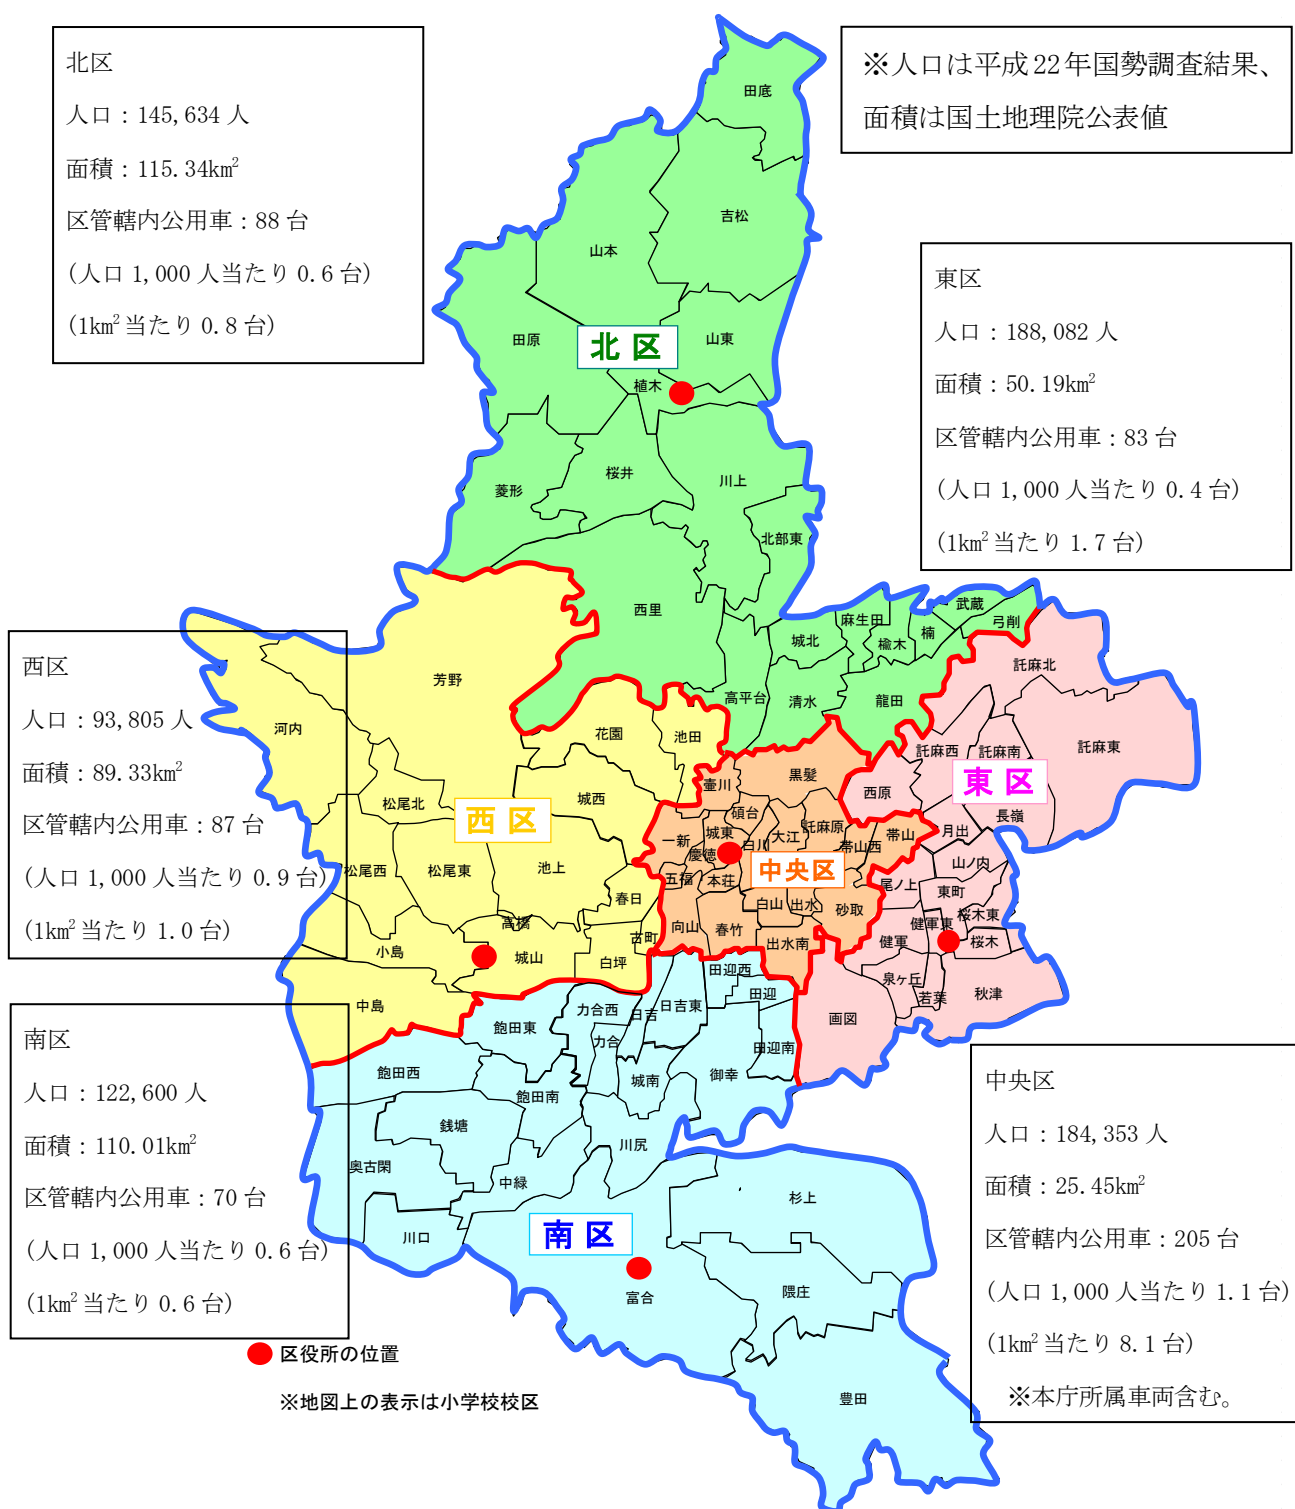 北区
人口：145,634 人
面積：115.34km²
区管轄内公用車：88 台
(人口 1,000 人当たり 0.6 台)
(1km² 当たり 0.8 台)
※人口は平成 22 年国勢調査結果、
面積は国土地理院公表値
東区
人口：188,082 人
面積：50.19km²
区管轄内公用車：83 台
(人口 1,000 人当たり 0.4 台)
(1km² 当たり 1.7 台)
西区
人口：93,805 人
面積：89.33km²
区管轄内公用車：87 台
(人口 1,000 人当たり 0.9 台)
(1km² 当たり 1.0 台)
南区
人口：122,600 人
面積：110.01km²
区管轄内公用車：70 台
(人口 1,000 人当たり 0.6 台)
(1km² 当たり 0.6 台)
中央区
人口：184,353 人
面積：25.45km²
区管轄内公用車：205 台
(人口 1,000 人当たり 1.1 台)
(1km² 当たり 8.1 台)
※本庁所属車両含む。
田底
吉松
山本
田原
北区
山東
植木
桜井
菱形
川上
北部東
西里
城北
麻生田
楡木
楠
武蔵
弓削
高平台
清水
龍田
芳野
河内
花園
池田
松尾北
城西
西区
松尾西
松尾東
池上
春日
高橋
古町
小島
城山
白坪
中島
壷川
黒髪
碩台
一新
城東
慶徳
白川
大江
託麻原
帯山西
帯山
中央区
五福
本荘
白山
出水
砂取
向山
春竹
出水南
託麻北
託麻西
託麻南
託麻東
西原
東区
長嶺
月出
山ノ内
尾ノ上
東町
健軍東
桜木東
桜木
健軍
泉ヶ丘
若葉
秋津
画図
田迎西
田迎
田迎南
日吉東
日吉
力合西
力合
飽田東
飽田西
飽田南
城南
御幸
銭塘
川尻
奥古閑
中緑
川口
南区
杉上
富合
隈庄
豊田
区役所の位置
※地図上の表示は小学校校区